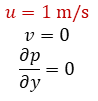 u = 1 m/s
v = 0
∂p/∂y = 0